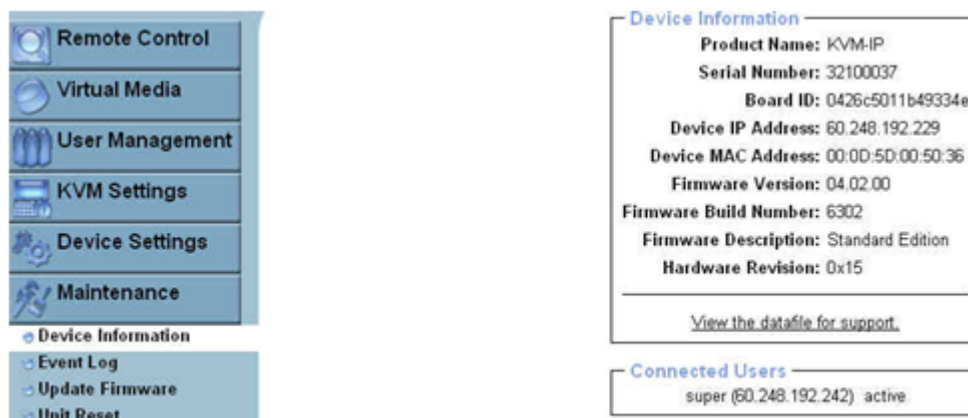 Remote Control
Virtual Media
User Management
KVM Settings
Device Settings
Maintenance
Device Information
Event Log
Update Firmware
Unit Reset
Device Information
Product Name: KVM-IP
Serial Number: 32100037
Board ID: 0426c5011b49334e
Device IP Address: 60.248.192.229
Device MAC Address: 00:0D:5D:00:50:36
Firmware Version: 04.02.00
Firmware Build Number: 6302
Firmware Description: Standard Edition
Hardware Revision: 0x15
View the datafile for support.
Connected Users
super (60.248.192.242) active